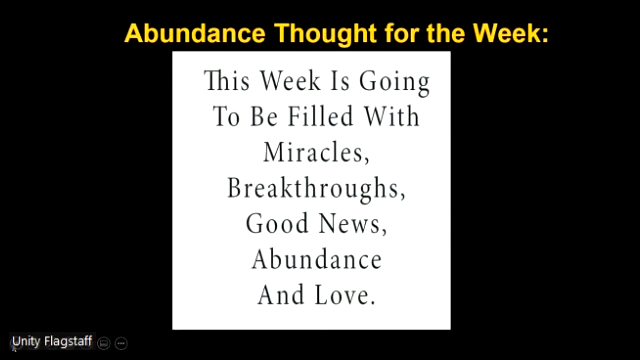 Abundance Thought for the Week:
This Week Is Going
To Be Filled With
Miracles,
Breakthroughs,
Good News,
Abundance
And Love.
Unity Flagstaff